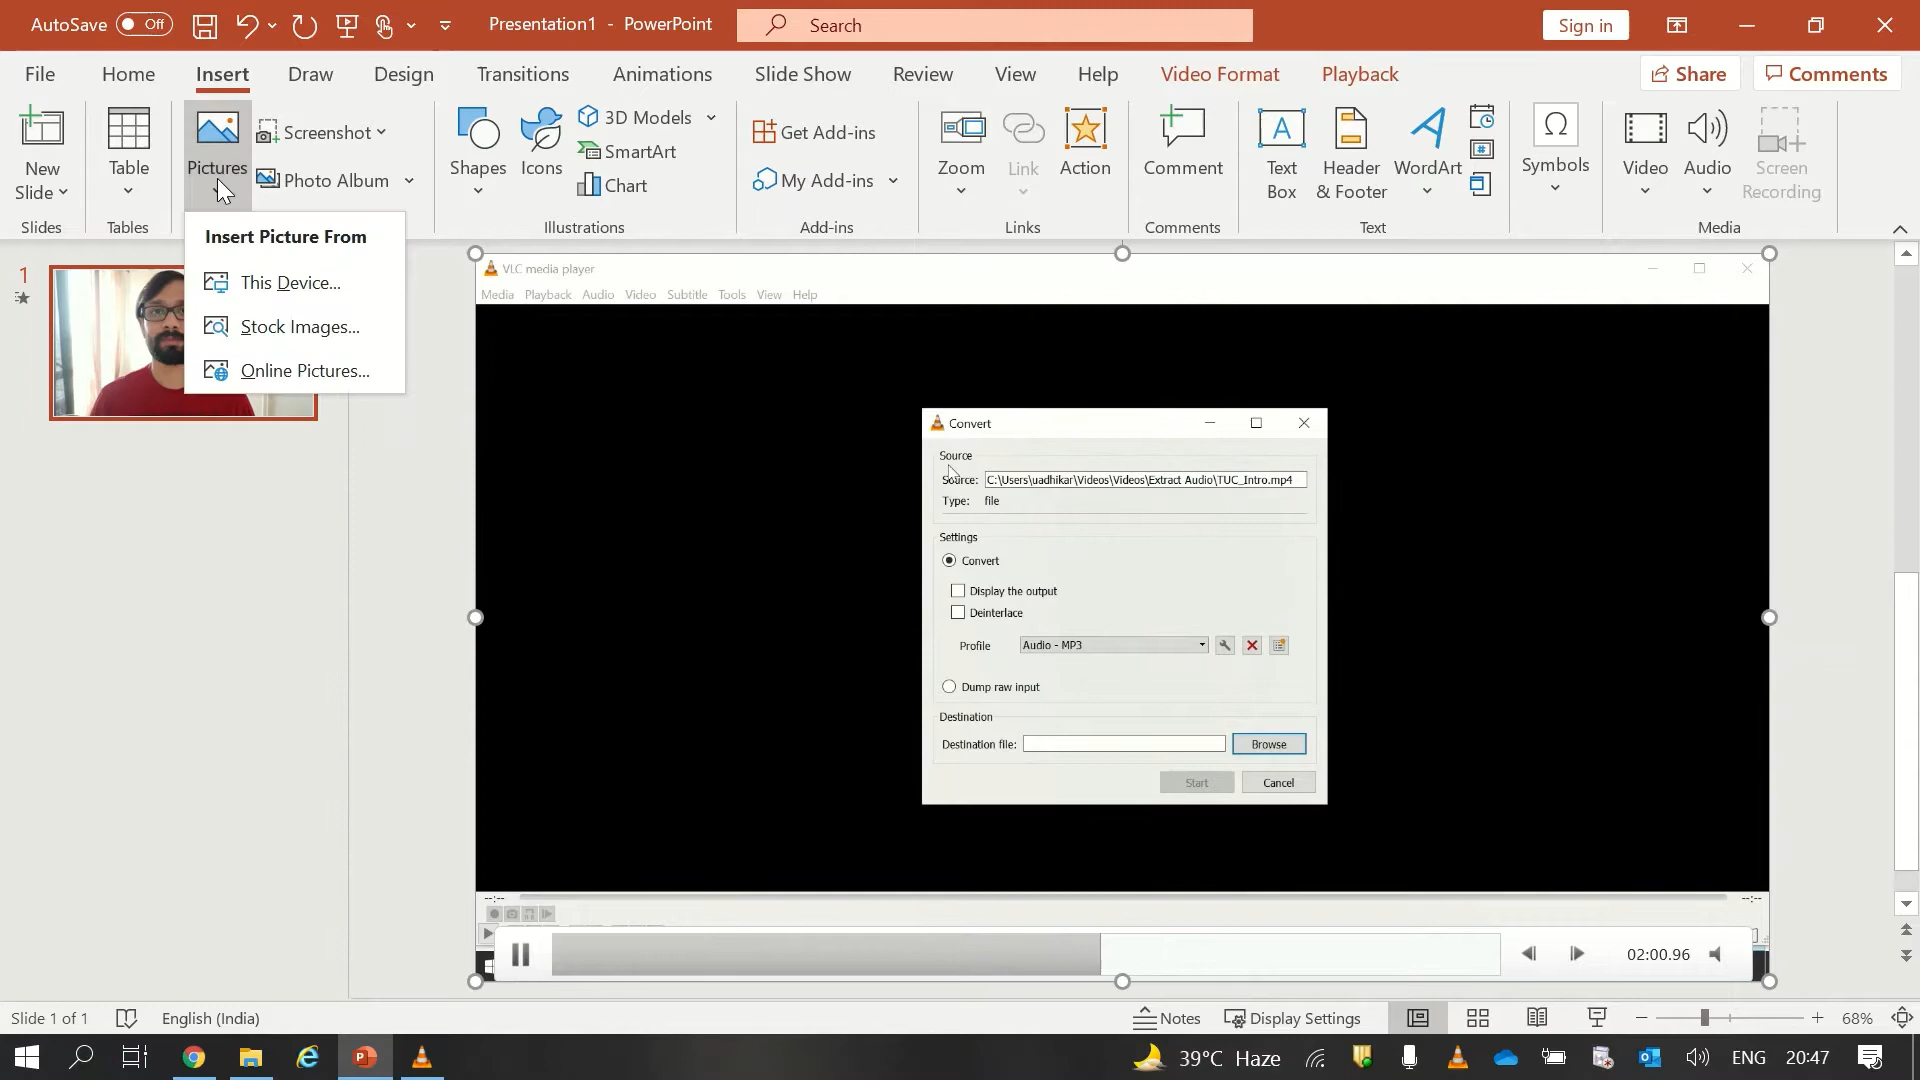 AutoSave Off Presentation1 - PowerPoint Search Sign in
File Home Insert Draw Design Transitions Animations Slide Show Review View Help Video Format Playback Share Comments
New Slide
Table
Pictures
Screenshot
Photo Album
Shapes
Icons
3D Models
SmartArt
Chart
Get Add-ins
My Add-ins
Zoom
Link
Action
Comment
Text Box
Header & Footer
WordArt
Symbols
Video
Audio
Screen Recording
Slides Tables Illustrations Add-ins Links Comments Text Media
Insert Picture From
This Device...
Stock Images...
Online Pictures...
1
VLC media player
Media Playback Audio Video Subtitle Tools View Help
Convert
Source
Source: C:\Users\uadhikar\Videos\Videos\Extract Audio\TUC_Intro.mp4
Type: file
Settings
Convert
Display the output
Deinterlace
Profile Audio - MP3
Dump raw input
Destination
Destination file: Browse
Start Cancel
--:-- --:--
02:00.96
Slide 1 of 1 English (India) Notes Display Settings 68%
39°C Haze ENG 20:47